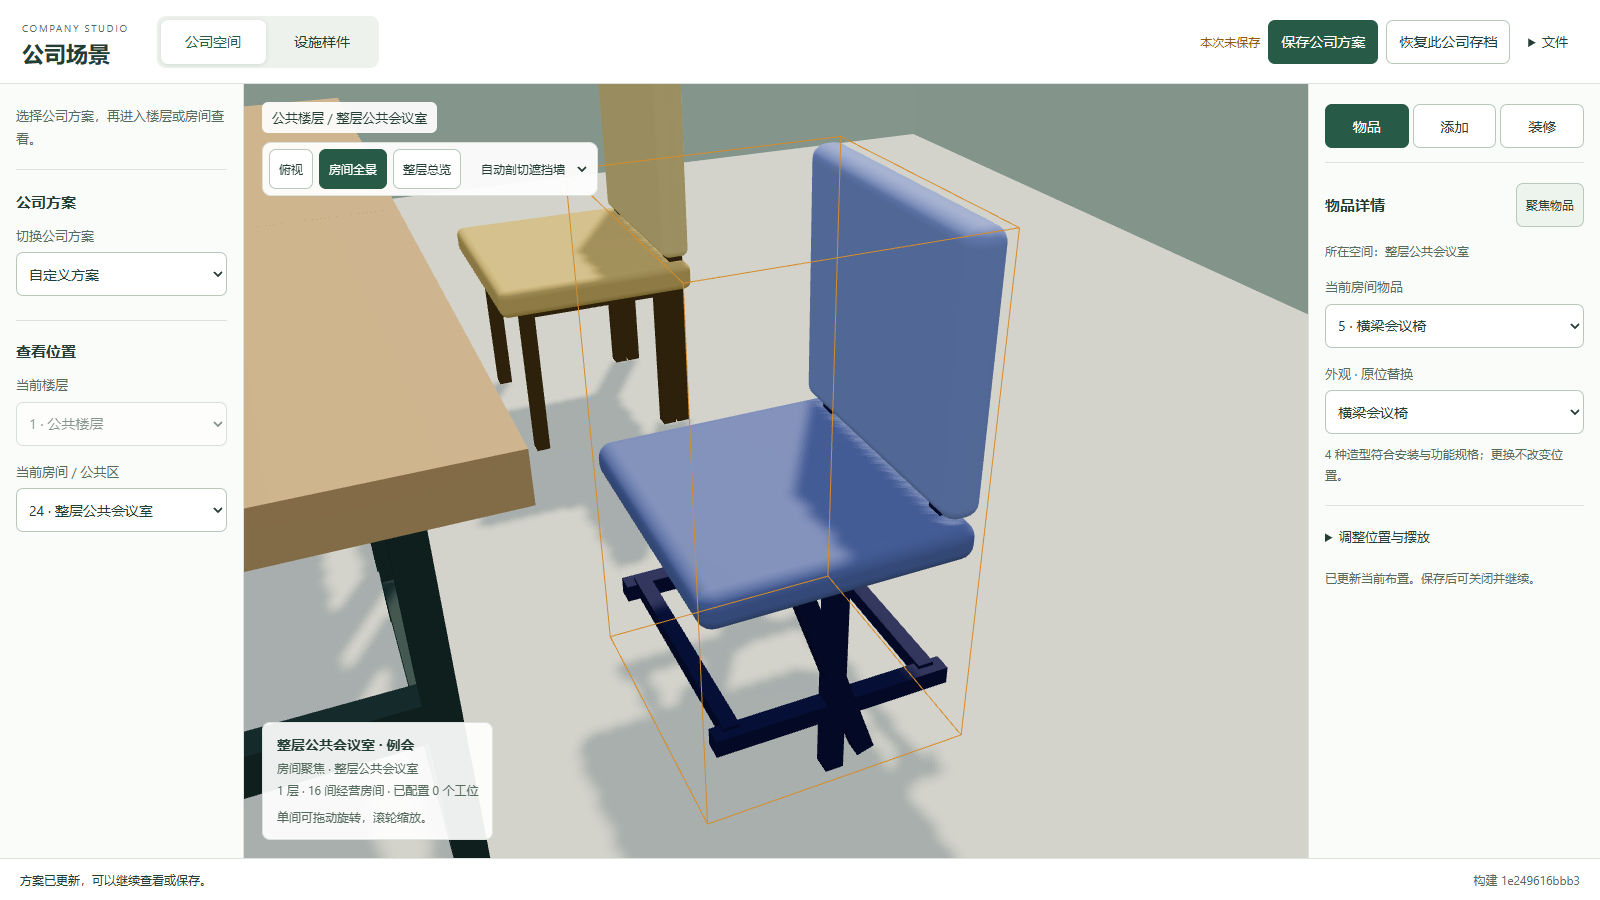 COMPANY STUDIO
公司场景
公司空间
设施样件
本次未保存
保存公司方案
恢复此公司存档
▶ 文件
选择公司方案，再进入楼层或房间查看。
公司方案
切换公司方案
自定义方案
查看位置
当前楼层
1 · 公共楼层
当前房间 / 公共区
24 · 整层公共会议室
公共楼层 / 整层公共会议室
俯视
房间全景
整层总览
自动剖切遮挡墙
整层公共会议室 · 例会
房间聚焦 · 整层公共会议室
1 层 · 16 间经营房间 · 已配置 0 个工位
单间可拖动旋转，滚轮缩放。
物品
添加
装修
物品详情
聚焦物品
所在空间：整层公共会议室
当前房间物品
5 · 横梁会议椅
外观 · 原位替换
横梁会议椅
4 种造型符合安装与功能规格；更换不改变位置。
▶ 调整位置与摆放
已更新当前布置。保存后可关闭并继续。
方案已更新，可以继续查看或保存。
构建 1e249616bbb3